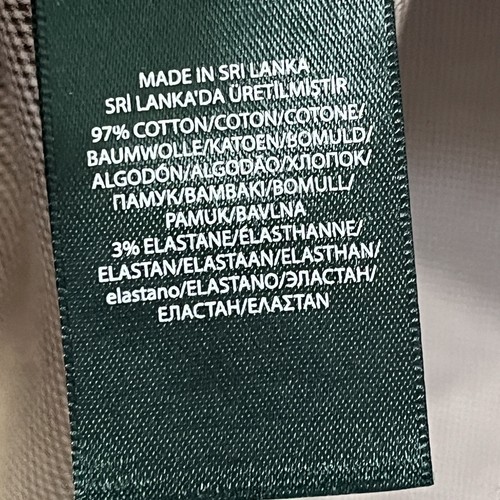 MADE IN SRI LANKA
SRİ LANKA'DA ÜRETİLMİŞTİR
97% COTTON/COTON/COTONE/
BAUMWOLLE/KATOEN/BOMULD/
ALGODÓN/ALGODÃO/ХЛОПОК/
ПАМУК/ΒΑΜΒΑΚΙ/BOMULL/
PAMUK/BAVLNA
3% ELASTANE/ÉLASTHANNE/
ELASTAN/ELASTAAN/ELASTHAN/
elastano/ELASTANO/ЭЛАСТАН/
ЕЛАСТАН/ΕΛΑΣΤΑΝ